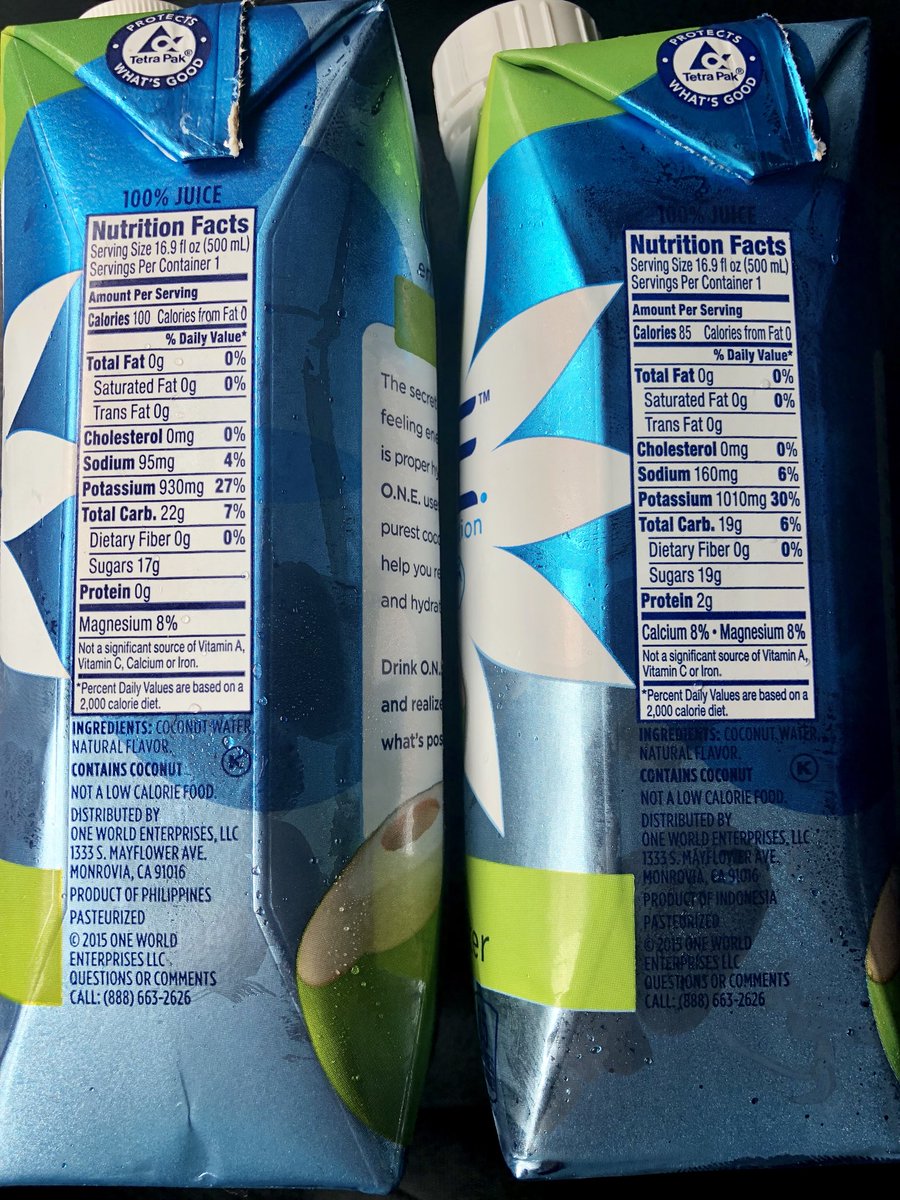 PROTECTS
Tetra Pak®
WHAT'S GOOD
100% JUICE
Nutrition Facts
Serving Size 16.9 fl oz (500 mL)
Servings Per Container 1
Amount Per Serving
Calories 100 Calories from Fat 0
% Daily Value*
Total Fat 0g 0%
Saturated Fat 0g 0%
Trans Fat 0g
Cholesterol 0mg 0%
Sodium 95mg 4%
Potassium 930mg 27%
Total Carb. 22g 7%
Dietary Fiber 0g 0%
Sugars 17g
Protein 0g
Magnesium 8%
Not a significant source of Vitamin A,
Vitamin C, Calcium or Iron.
*Percent Daily Values are based on a
2,000 calorie diet.
INGREDIENTS: COCONUT WATER,
NATURAL FLAVOR.
K
CONTAINS COCONUT
NOT A LOW CALORIE FOOD.
DISTRIBUTED BY
ONE WORLD ENTERPRISES, LLC
1333 S. MAYFLOWER AVE.
MONROVIA, CA 91016
PRODUCT OF PHILIPPINES
PASTEURIZED
© 2015 ONE WORLD
ENTERPRISES LLC
QUESTIONS OR COMMENTS
CALL: (888) 663-2626
The
feeling
is proper
O.N.E.
purest
help you
and
Drink
and
what's
PROTECTS
Tetra Pak®
WHAT'S GOOD
TM
100% JUICE
Nutrition Facts
Serving Size 16.9 fl oz (500 mL)
Servings Per Container 1
Amount Per Serving
Calories 85 Calories from Fat 0
% Daily Value*
Total Fat 0g 0%
Saturated Fat 0g 0%
Trans Fat 0g
Cholesterol 0mg 0%
Sodium 160mg 6%
Potassium 1010mg 30%
Total Carb. 19g 6%
Dietary Fiber 0g 0%
Sugars 19g
Protein 2g
Calcium 8% • Magnesium 8%
Not a significant source of Vitamin A,
Vitamin C or Iron.
*Percent Daily Values are based on a
2,000 calorie diet.
INGREDIENTS: COCONUT WATER,
NATURAL FLAVOR.
K
CONTAINS COCONUT
NOT A LOW CALORIE FOOD.
DISTRIBUTED BY
ONE WORLD ENTERPRISES, LLC
1333 S. MAYFLOWER AVE.
MONROVIA, CA 91016
PRODUCT OF INDONESIA
PASTEURIZED
© 2015 ONE WORLD
ENTERPRISES LLC
QUESTIONS OR COMMENTS
CALL: (888) 663-2626